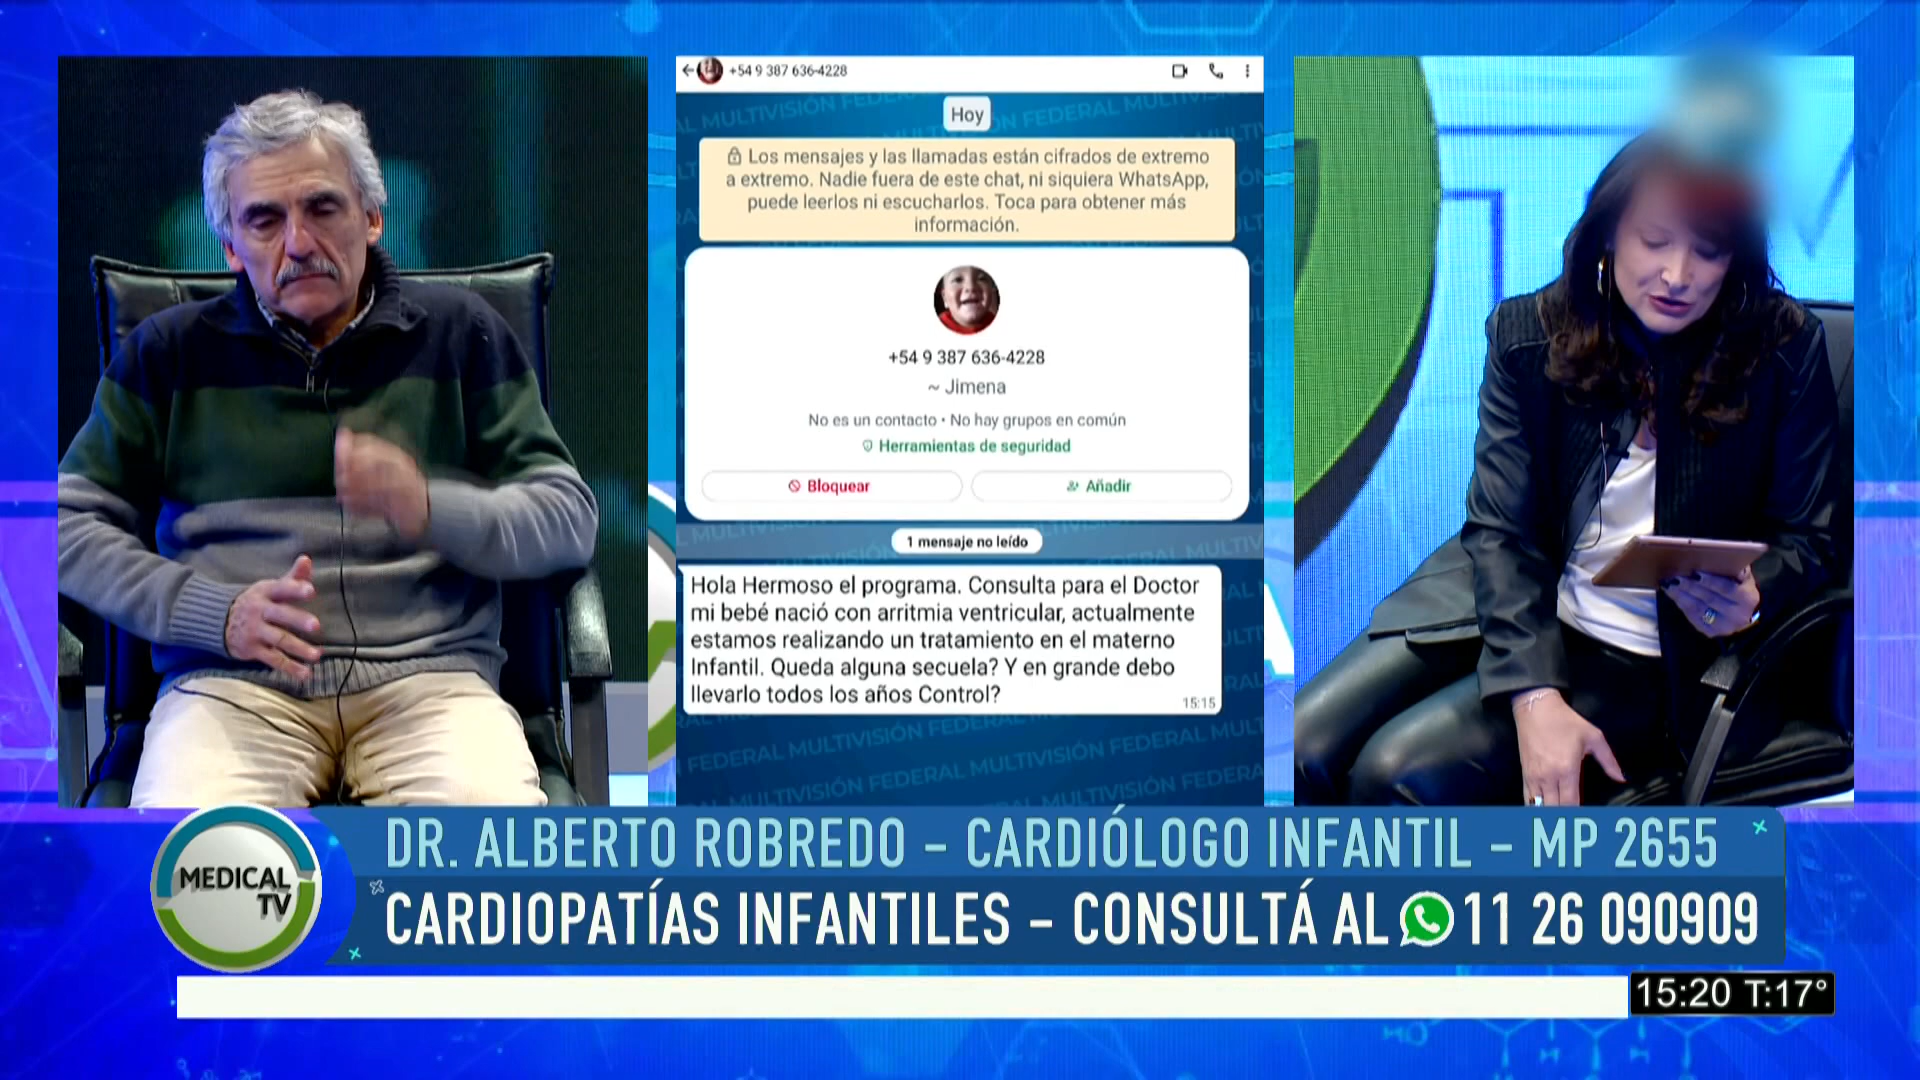 +54 9 387 636-4228
Hoy
Los mensajes y las llamadas están cifrados de extremo
a extremo. Nadie fuera de este chat, ni siquiera WhatsApp,
puede leerlos ni escucharlos. Toca para obtener más
información.
+54 9 387 636-4228
~ Jimena
No es un contacto • No hay grupos en común
Herramientas de seguridad
Bloquear
Añadir
1 mensaje no leído
Hola Hermoso el programa. Consulta para el Doctor
mi bebé nació con arritmia ventricular, actualmente
estamos realizando un tratamiento en el materno
Infantil. Queda alguna secuela? Y en grande debo
llevarlo todos los años Control?
15:15
FEDERAL MULTIVISIÓN FEDERAL MULTIVISIÓN FEDERAL
DR. ALBERTO ROBREDO – CARDIÓLOGO INFANTIL – MP 2655
MEDICAL
TV
CARDIOPATÍAS INFANTILES – CONSULTÁ AL 11 26 090909
15:20 T:17°